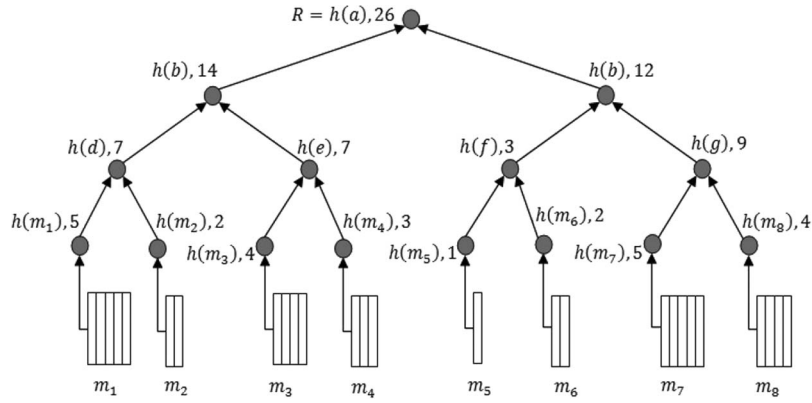 R = h(a), 26
h(b), 14
h(b), 12
h(d), 7
h(e), 7
h(f), 3
h(g), 9
h(m₁), 5
h(m₂), 2
h(m₃), 4
h(m₄), 3
h(m₅), 1
h(m₆), 2
h(m₇), 5
h(m₈), 4
m₁
m₂
m₃
m₄
m₅
m₆
m₇
m₈